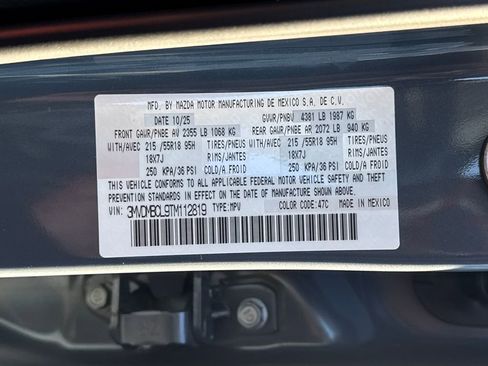 MFD. BY MAZDA MOTOR MANUFACTURING DE MEXICO S.A. DE C.V.
DATE 10/25 GVWR/PNBV 4381 LB 1987 KG
FRONT GAWR/PNBE AV 2355 LB 1068 KG REAR GAWR/PNBE AR 2072 LB 940 KG
WITH/AVEC 215 /55R18 95H TIRES/PNEUS WITH/AVEC 215 /55R18 95H TIRES/PNEUS
18X7J RIMS/JANTES 18X7J RIMS/JANTES
250 KPA/36 PSI COLD/A FROID 250 KPA/36 PSI COLD/A FROID
THIS VEHICLE CONFORMS TO ALL APPLICABLE FEDERAL MOTOR VEHICLE SAFETY AND THEFT
PREVENTION STANDARDS IN EFFECT ON THE DATE OF MANUFACTURE SHOWN ABOVE.
VIN: 3MVDMBCL9TM112819 TYPE:MPV COLOR: 47C MADE IN MEXICO